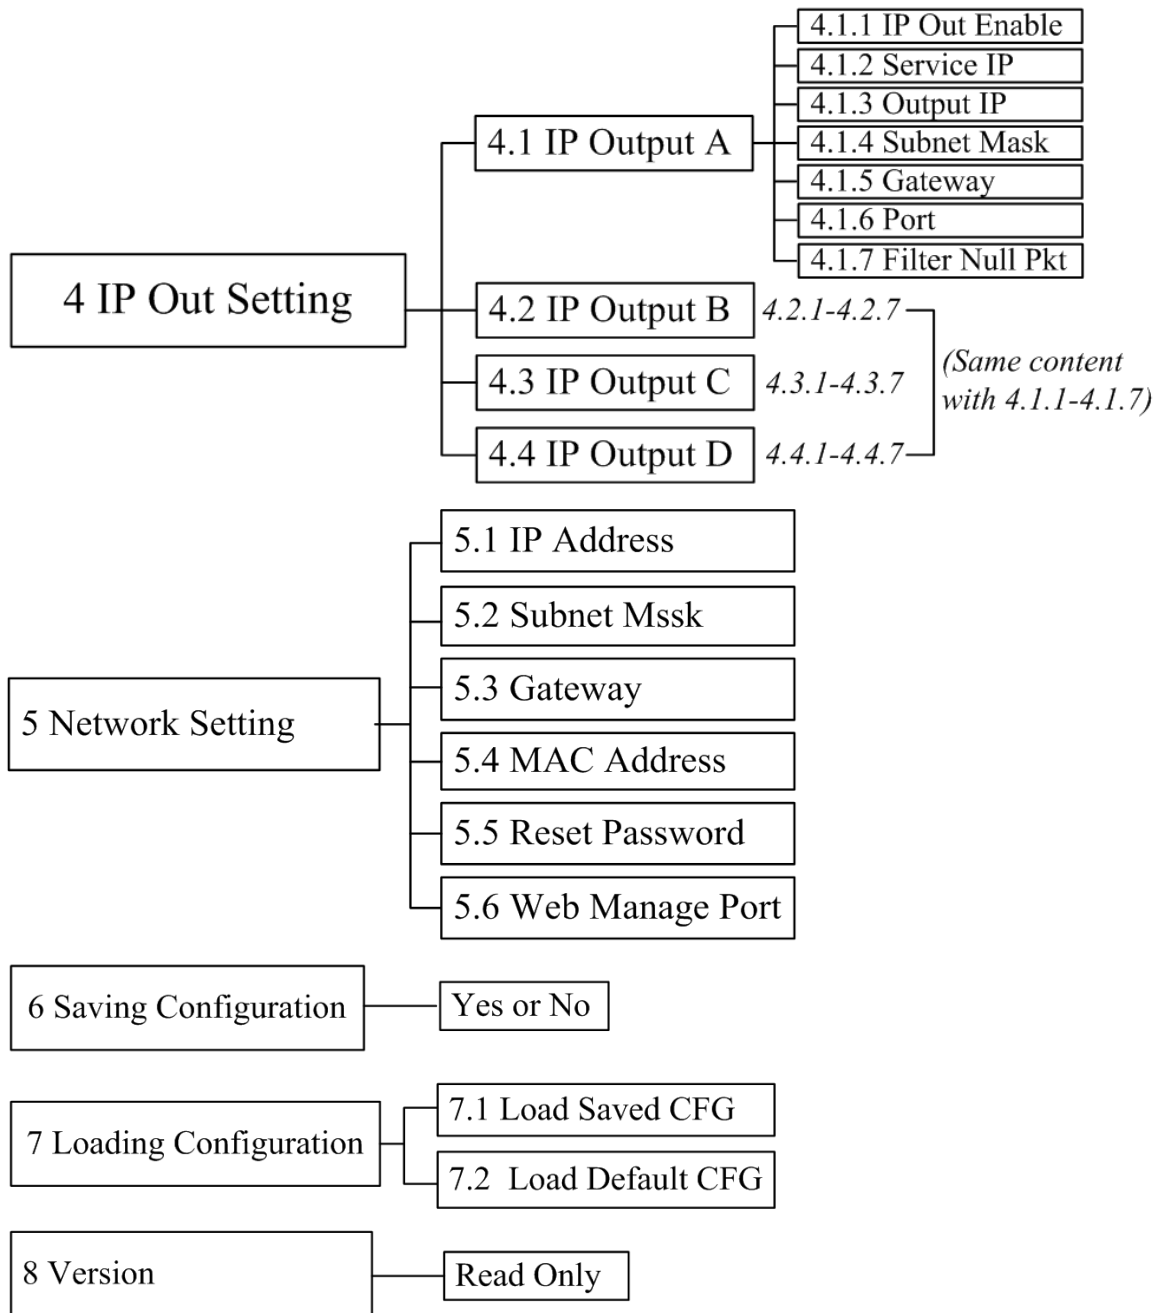 4.1.1 IP Out Enable
4.1.2 Service IP
4.1.3 Output IP
4.1 IP Output A
4.1.4 Subnet Mask
4.1.5 Gateway
4.1.6 Port
4.1.7 Filter Null Pkt
4 IP Out Setting
4.2 IP Output B
4.2.1-4.2.7
4.3 IP Output C
4.3.1-4.3.7
(Same content
with 4.1.1-4.1.7)
4.4 IP Output D
4.4.1-4.4.7
5 Network Setting
5.1 IP Address
5.2 Subnet Mssk
5.3 Gateway
5.4 MAC Address
5.5 Reset Password
5.6 Web Manage Port
6 Saving Configuration
Yes or No
7 Loading Configuration
7.1 Load Saved CFG
7.2 Load Default CFG
8 Version
Read Only